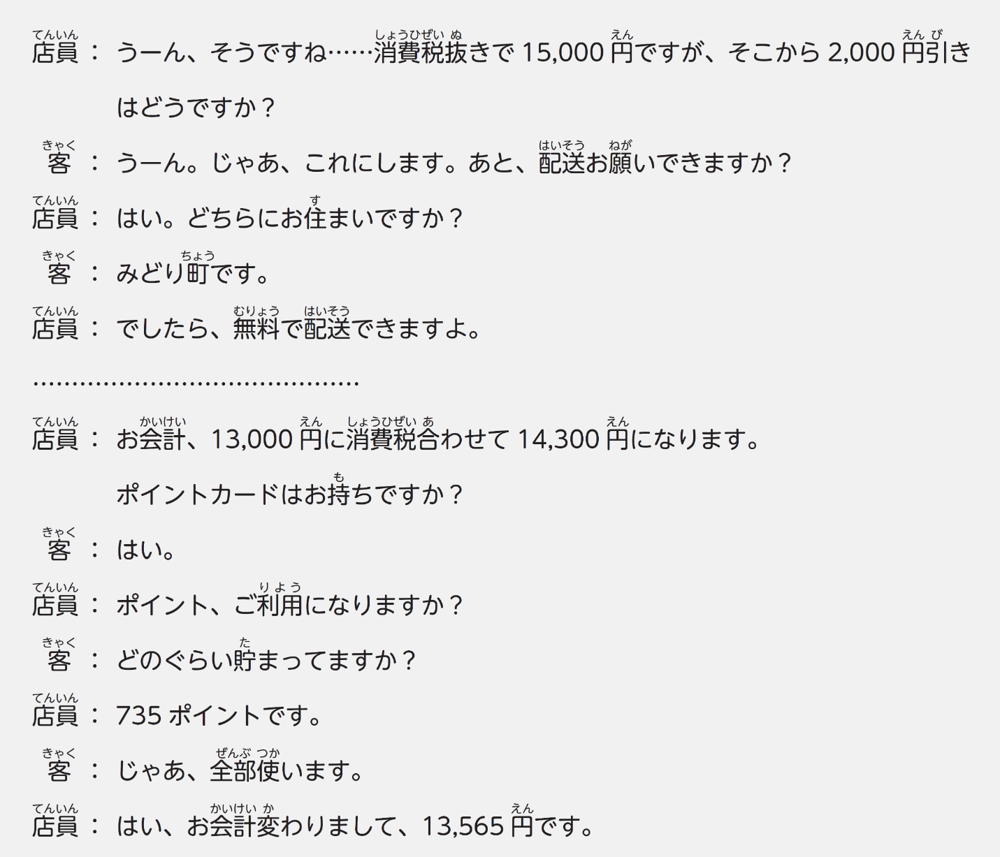 てんいん しょうひぜい ぬ えん えん び
店員：うーん、そうですね……消費税抜きで 15,000 円ですが、そこから 2,000 円引き
はどうですか？
きゃく はいそう ねが
客：うーん。じゃあ、これにします。あと、配送お願いできますか？
てんいん す
店員：はい。どちらにお住まいですか？
きゃく ちょう
客：みどり町です。
てんいん むりょう はいそう
店員：でしたら、無料で配送できますよ。
……………………………………
てんいん かいけい えん しょうひぜい あ えん
店員：お会計、13,000 円に消費税合わせて 14,300 円になります。
も
ポイントカードはお持ちですか？
きゃく
客：はい。
てんいん りよう
店員：ポイント、ご利用になりますか？
きゃく た
客：どのぐらい貯まってますか？
てんいん
店員：735 ポイントです。
きゃく ぜんぶ つか
客：じゃあ、全部使います。
てんいん かいけい か えん
店員：はい、お会計変わりまして、13,565 円です。